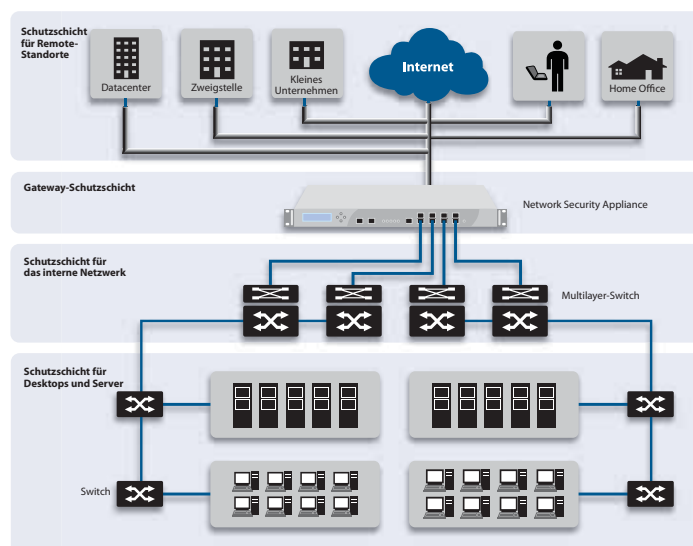 Schutzschicht
für Remote-
Standorte
Datacenter
Zweigstelle
Kleines
Unternehmen
Internet
Home Office
Gateway-Schutzschicht
Network Security Appliance
Schutzschicht für
das interne Netzwerk
Multilayer-Switch
Schutzschicht für
Desktops und Server
Switch